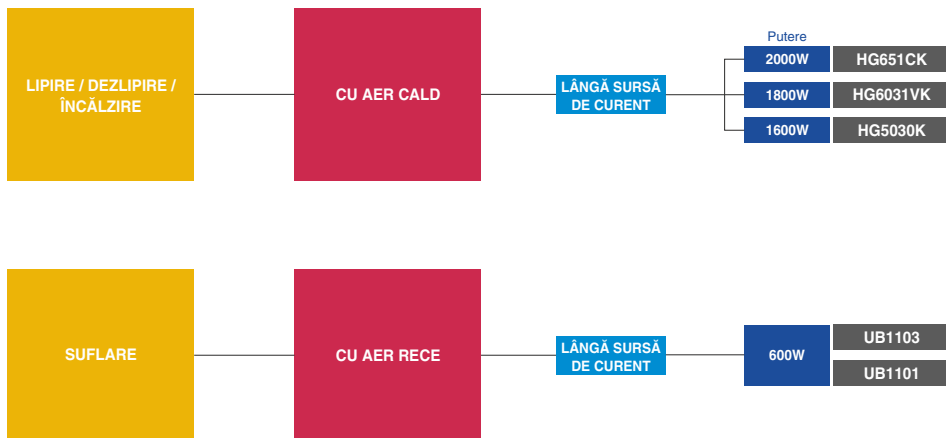 Putere
LIPIRE / DEZLIPIRE /
ÎNCĂLZIRE
CU AER CALD
LÂNGĂ SURSĂ
DE CURENT
2000W HG651CK
1800W HG6031VK
1600W HG5030K
SUFLARE
CU AER RECE
LÂNGĂ SURSĂ
DE CURENT
600W
UB1103
UB1101